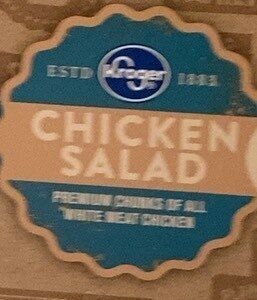 ESTD Kroger® 1883
CHICKEN
SALAD
PREMIUM CHUNKS OF ALL
WHITE MEAT CHICKEN